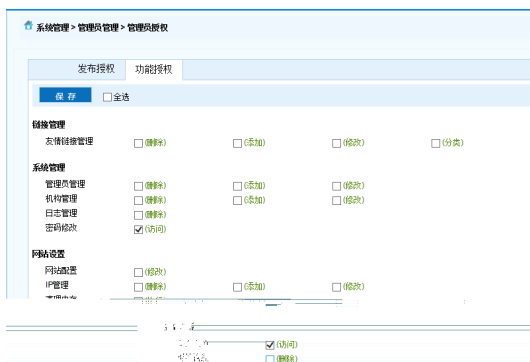 系统管理 > 管理员管理 > 管理员授权
发布授权 功能授权
保 存 全选
链接管理
友情链接管理 (删除) (添加) (修改) (分类)
系统管理
管理员管理 (删除) (添加) (修改)
机构管理 (删除) (添加) (修改)
日志管理 (删除)
密码修改 (访问)
网站设置
网站配置 (修改)
IP管理 (删除) (添加) (修改)
(访问)
(删除)